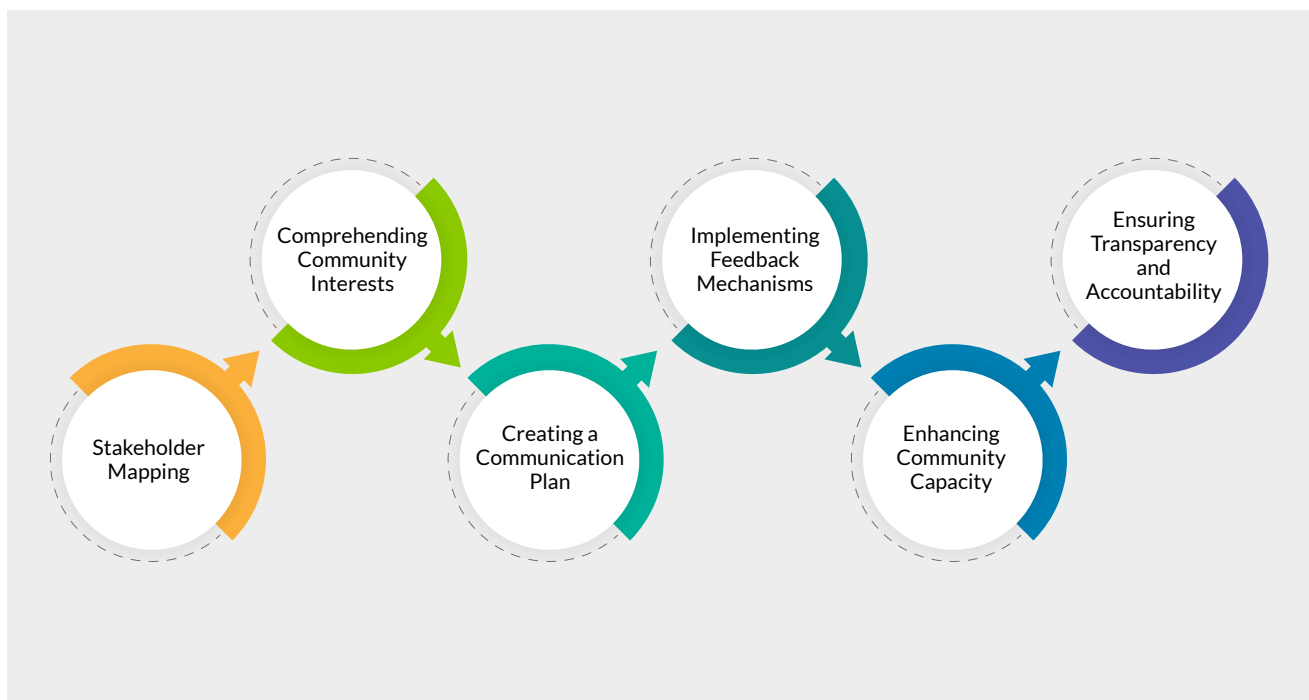 Stakeholder
Mapping
Comprehending
Community
Interests
Creating a
Communication
Plan
Implementing
Feedback
Mechanisms
Enhancing
Community
Capacity
Ensuring
Transparency
and
Accountability